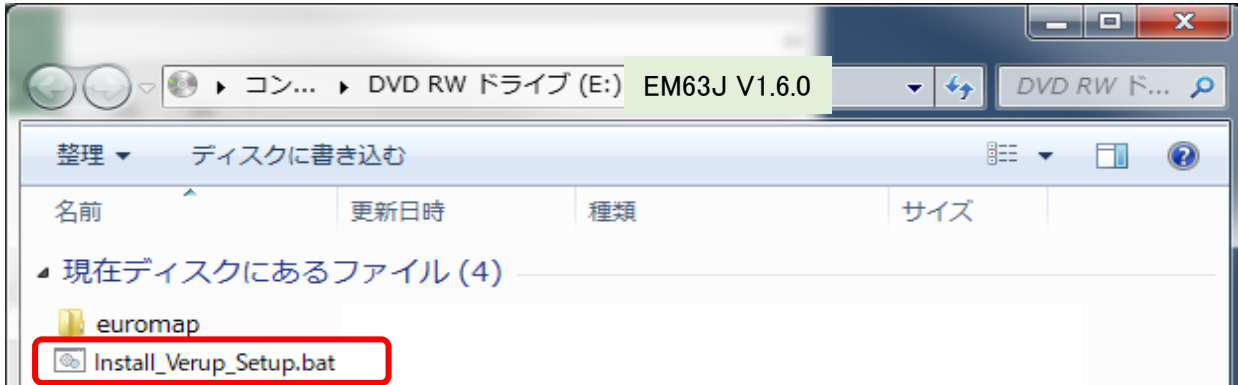 コン... DVD RW ドライブ (E:) EM63J V1.6.0 DVD RW ド...
整理 ディスクに書き込む
名前 更新日時 種類 サイズ
現在ディスクにあるファイル (4)
euromap
Install_Verup_Setup.bat